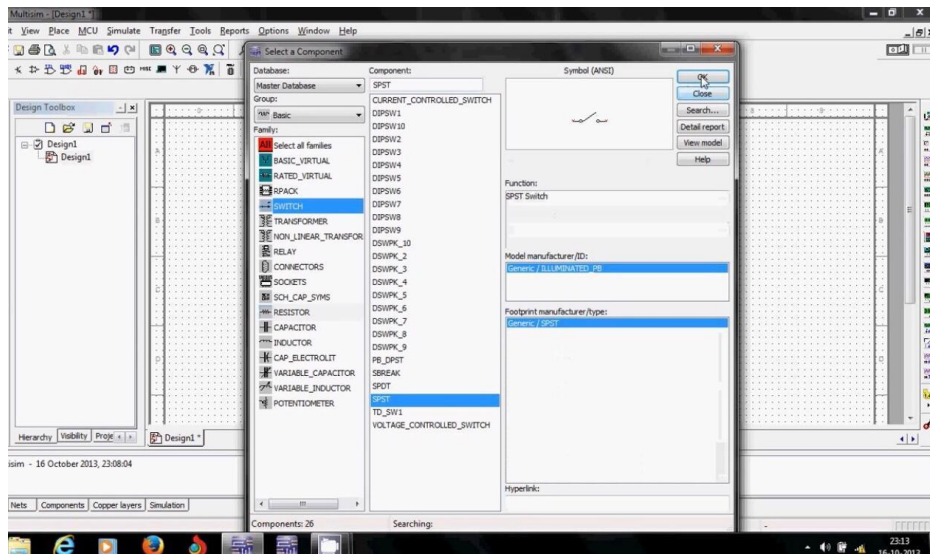 Multisim - [Design1 *]
it View Place MCU Simulate Transfer Tools Reports Options Window Help
Select a Component
Database:
Master Database
Group:
Basic
Family:
All Select all families
BASIC_VIRTUAL
RATED_VIRTUAL
RPACK
SWITCH
TRANSFORMER
NON_LINEAR_TRANSFOR
RELAY
CONNECTORS
SOCKETS
SCH_CAP_SYMS
RESISTOR
CAPACITOR
INDUCTOR
CAP_ELECTROLIT
VARIABLE_CAPACITOR
VARIABLE_INDUCTOR
POTENTIOMETER
Component:
SPST
CURRENT_CONTROLLED_SWITCH
DIPSW1
DIPSW10
DIPSW2
DIPSW3
DIPSW4
DIPSW5
DIPSW6
DIPSW7
DIPSW8
DIPSW9
DSWPK_10
DSWPK_2
DSWPK_3
DSWPK_4
DSWPK_5
DSWPK_6
DSWPK_7
DSWPK_8
DSWPK_9
PB_DPST
SBREAK
SPDT
SPST
TD_SW1
VOLTAGE_CONTROLLED_SWITCH
Symbol (ANSI)
OK
Close
Search...
Detail report
View model
Help
Function:
SPST Switch
Model manufacturer/ID:
Generic / ILLUMINATED_PB
Footprint manufacturer/type:
Generic / SPST
Hyperlink:
Components: 26
Searching:
Design Toolbox
Design1
Design1
Hierarchy Visibility Proje
Design1 *
isim - 16 October 2013, 23:08:04
Nets Components Copper layers Simulation
23:13
16-10-2013